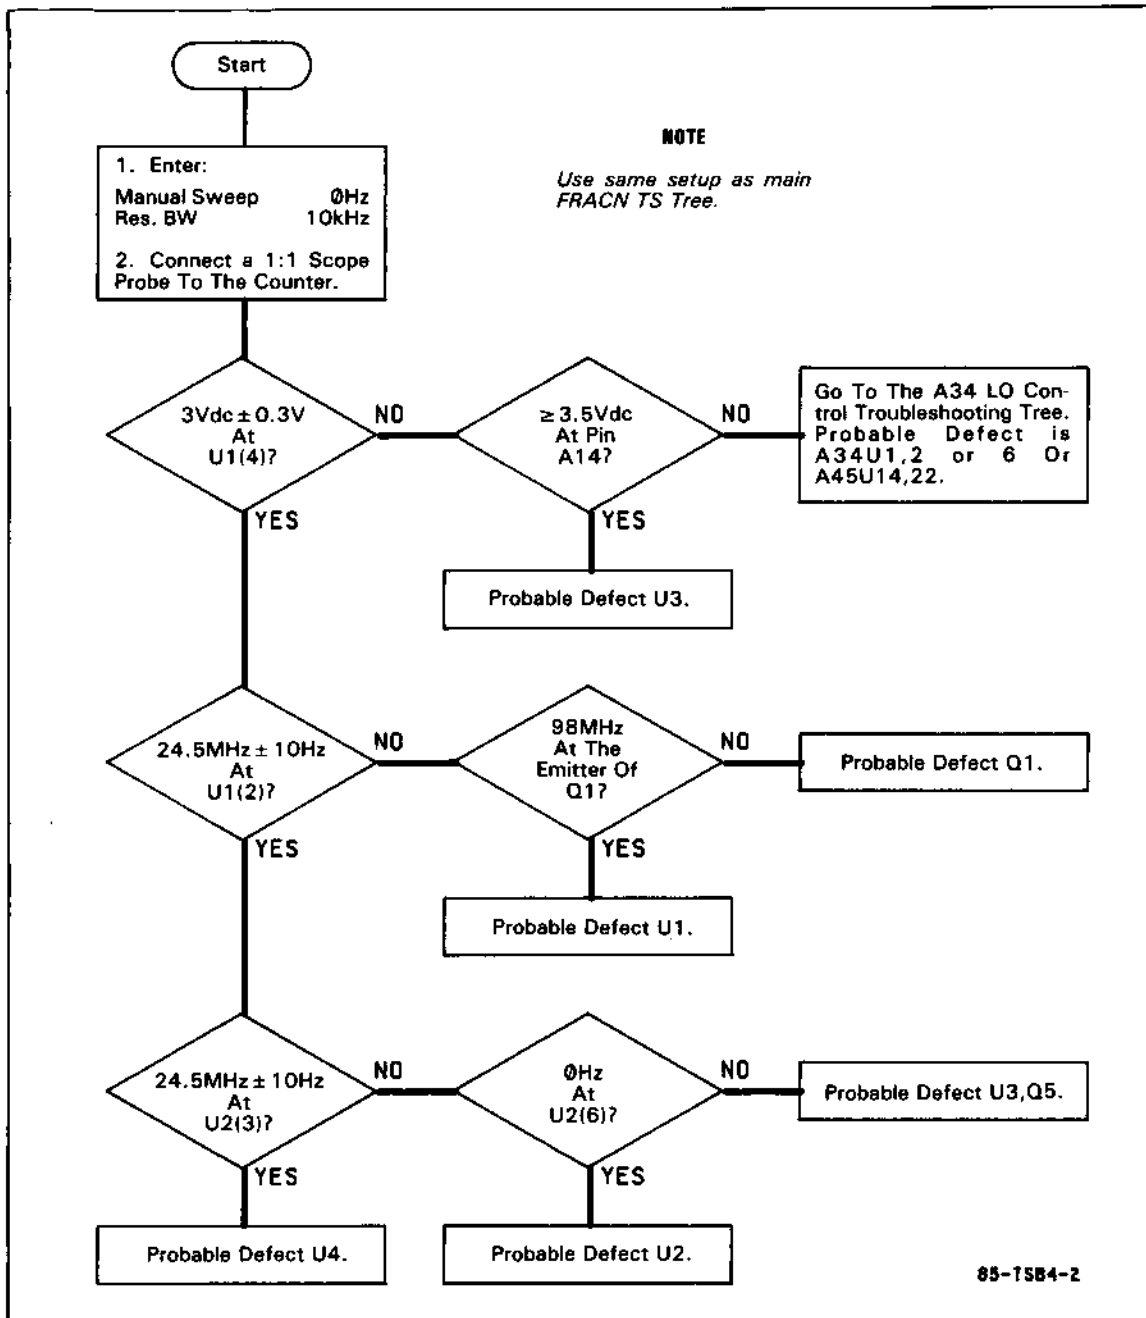 Start
NOTE
Use same setup as main
FRACN TS Tree.
1. Enter:
Manual Sweep 0Hz
Res. BW 10kHz
2. Connect a 1:1 Scope
Probe To The Counter.
3Vdc ± 0.3V
At
U1(4)?
NO
≥ 3.5Vdc
At Pin
A14?
NO
Go To The A34 LO Con-
trol Troubleshooting Tree.
Probable Defect is
A34U1,2 or 6 Or
A45U14,22.
YES
YES
Probable Defect U3.
24.5MHz ± 10Hz
At
U1(2)?
NO
98MHz
At The
Emitter Of
Q1?
NO
Probable Defect Q1.
YES
YES
Probable Defect U1.
24.5MHz ± 10Hz
At
U2(3)?
NO
0Hz
At
U2(6)?
NO
Probable Defect U3,Q5.
YES
YES
Probable Defect U4.
Probable Defect U2.
85-TSB4-2